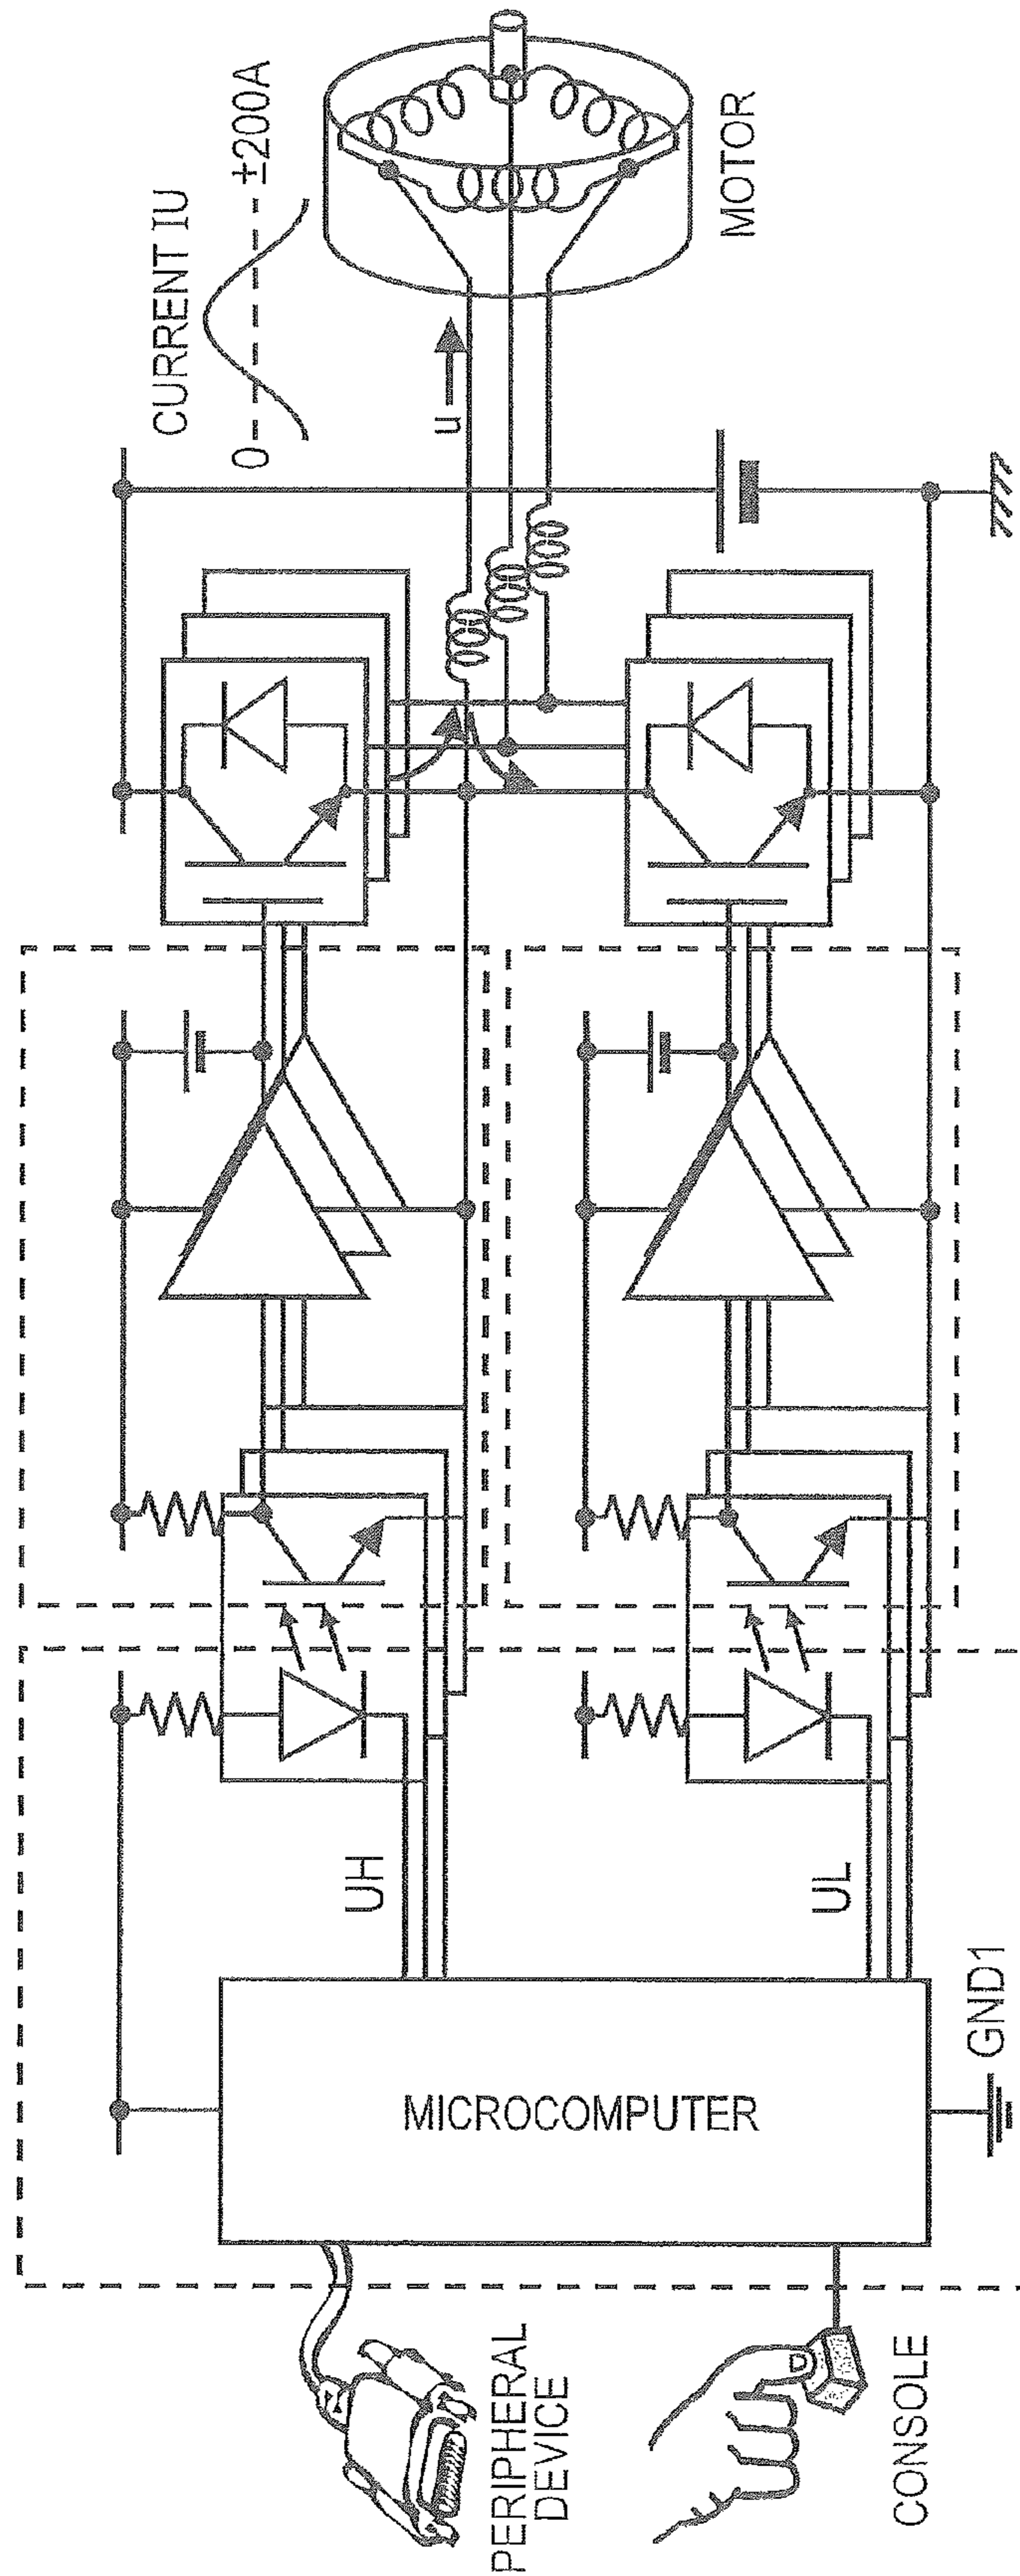 CURRENT IU
0 ±200A
u
MOTOR
UH
UL
MICROCOMPUTER
GND1
PERIPHERAL
DEVICE
CONSOLE